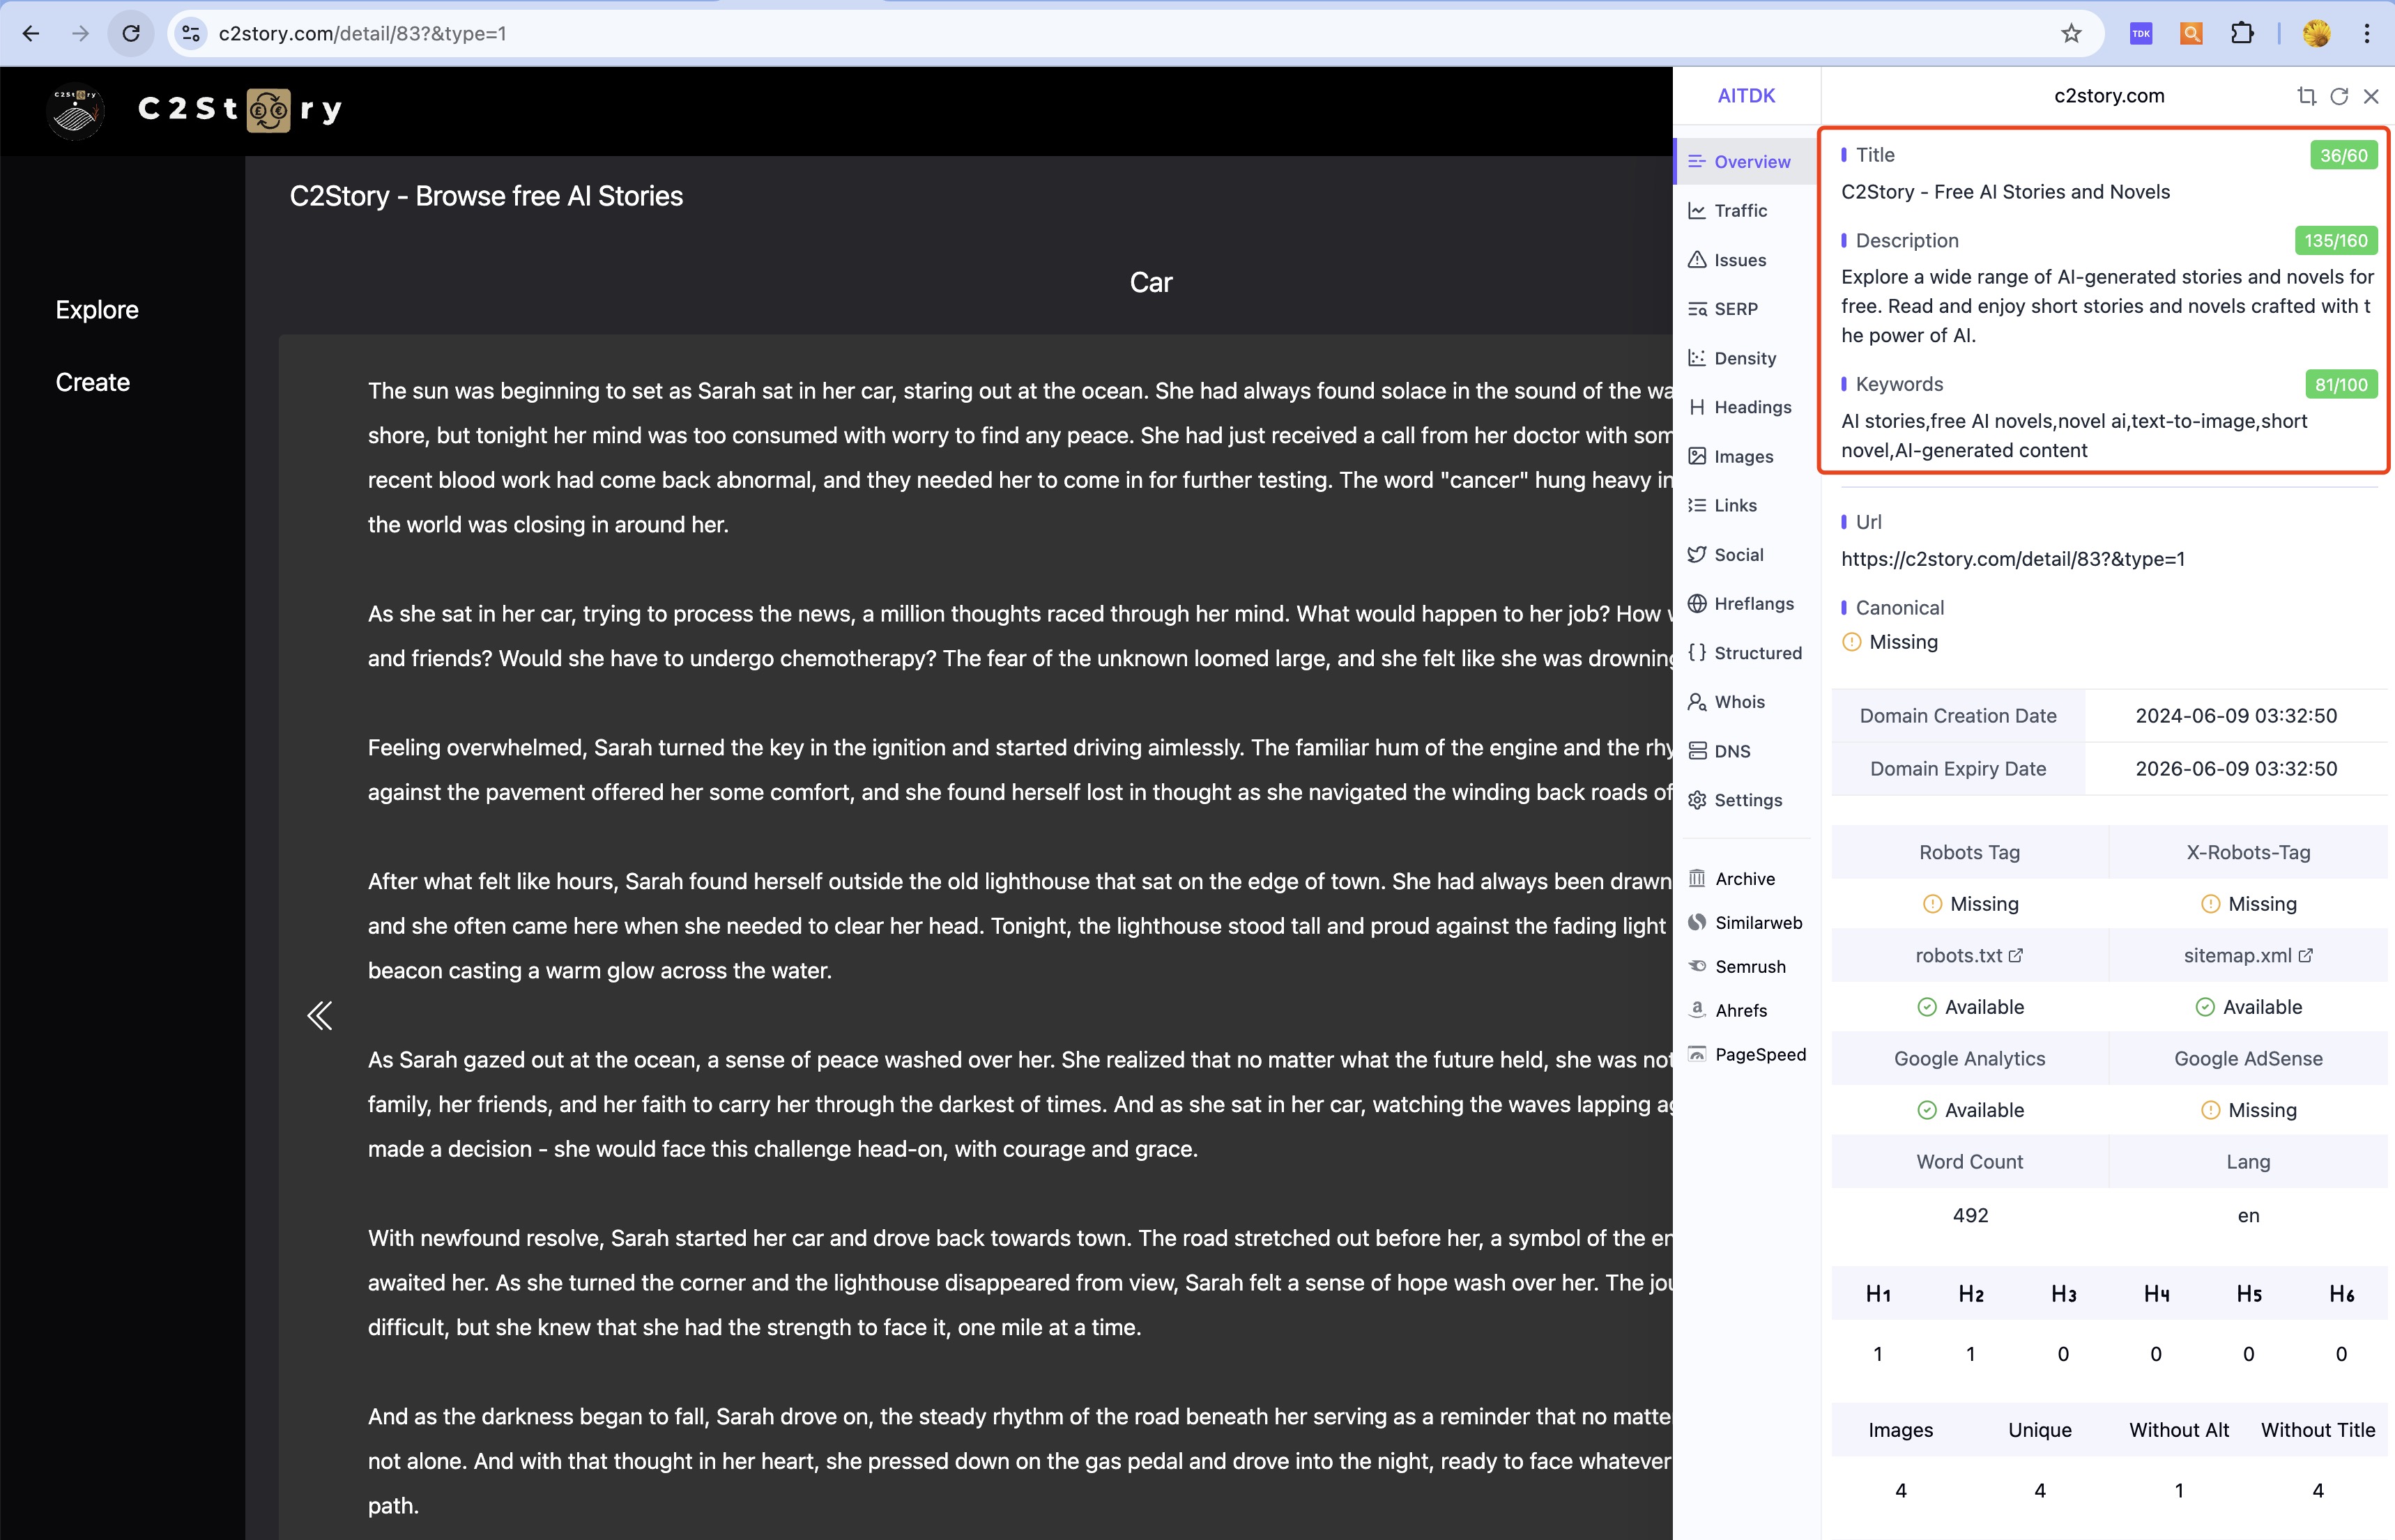 c2story.com/detail/83?&type=1
TDK
C2Story
C2St ry
C2Story - Browse free AI Stories
Explore
Create
Car
The sun was beginning to set as Sarah sat in her car, staring out at the ocean. She had always found solace in the sound of the
shore, but tonight her mind was too consumed with worry to find any peace. She had just received a call from her doctor with
recent blood work had come back abnormal, and they needed her to come in for further testing. The word "cancer" hung heavy in
the world was closing in around her.
As she sat in her car, trying to process the news, a million thoughts raced through her mind. What would happen to her job? How
and friends? Would she have to undergo chemotherapy? The fear of the unknown loomed large, and she felt like she was drowning
Feeling overwhelmed, Sarah turned the key in the ignition and started driving aimlessly. The familiar hum of the engine and the
against the pavement offered her some comfort, and she found herself lost in thought as she navigated the winding back roads of
After what felt like hours, Sarah found herself outside the old lighthouse that sat on the edge of town. She had always been drawn
and she often came here when she needed to clear her head. Tonight, the lighthouse stood tall and proud against the fading light
beacon casting a warm glow across the water.
As Sarah gazed out at the ocean, a sense of peace washed over her. She realized that no matter what the future held, she was not
family, her friends, and her faith to carry her through the darkest of times. And as she sat in her car, watching the waves lapping
made a decision - she would face this challenge head-on, with courage and grace.
With newfound resolve, Sarah started her car and drove back towards town. The road stretched out before her, a symbol of the
awaited her. As she turned the corner and the lighthouse disappeared from view, Sarah felt a sense of hope wash over her. The
difficult, but she knew that she had the strength to face it, one mile at a time.
And as the darkness began to fall, Sarah drove on, the steady rhythm of the road beneath her serving as a reminder that no
not alone. And with that thought in her heart, she pressed down on the gas pedal and drove into the night, ready to face whatever
path.
AITDK
Overview
Traffic
Issues
SERP
Density
Headings
Images
Links
Social
Hreflangs
Structured
Whois
DNS
Settings
Archive
Similarweb
Semrush
Ahrefs
PageSpeed
c2story.com
Title 36/60
C2Story - Free AI Stories and Novels
Description 135/160
Explore a wide range of AI-generated stories and novels for
free. Read and enjoy short stories and novels crafted with t
he power of AI.
Keywords 81/100
AI stories,free AI novels,novel ai,text-to-image,short
novel,AI-generated content
Url
https://c2story.com/detail/83?&type=1
Canonical
Missing
Domain Creation Date 2024-06-09 03:32:50
Domain Expiry Date 2026-06-09 03:32:50
Robots Tag X-Robots-Tag
Missing Missing
robots.txt sitemap.xml
Available Available
Google Analytics Google AdSense
Available Missing
Word Count Lang
492 en
H1 H2 H3 H4 H5 H6
1 1 0 0 0 0
Images Unique Without Alt Without Title
4 4 1 4